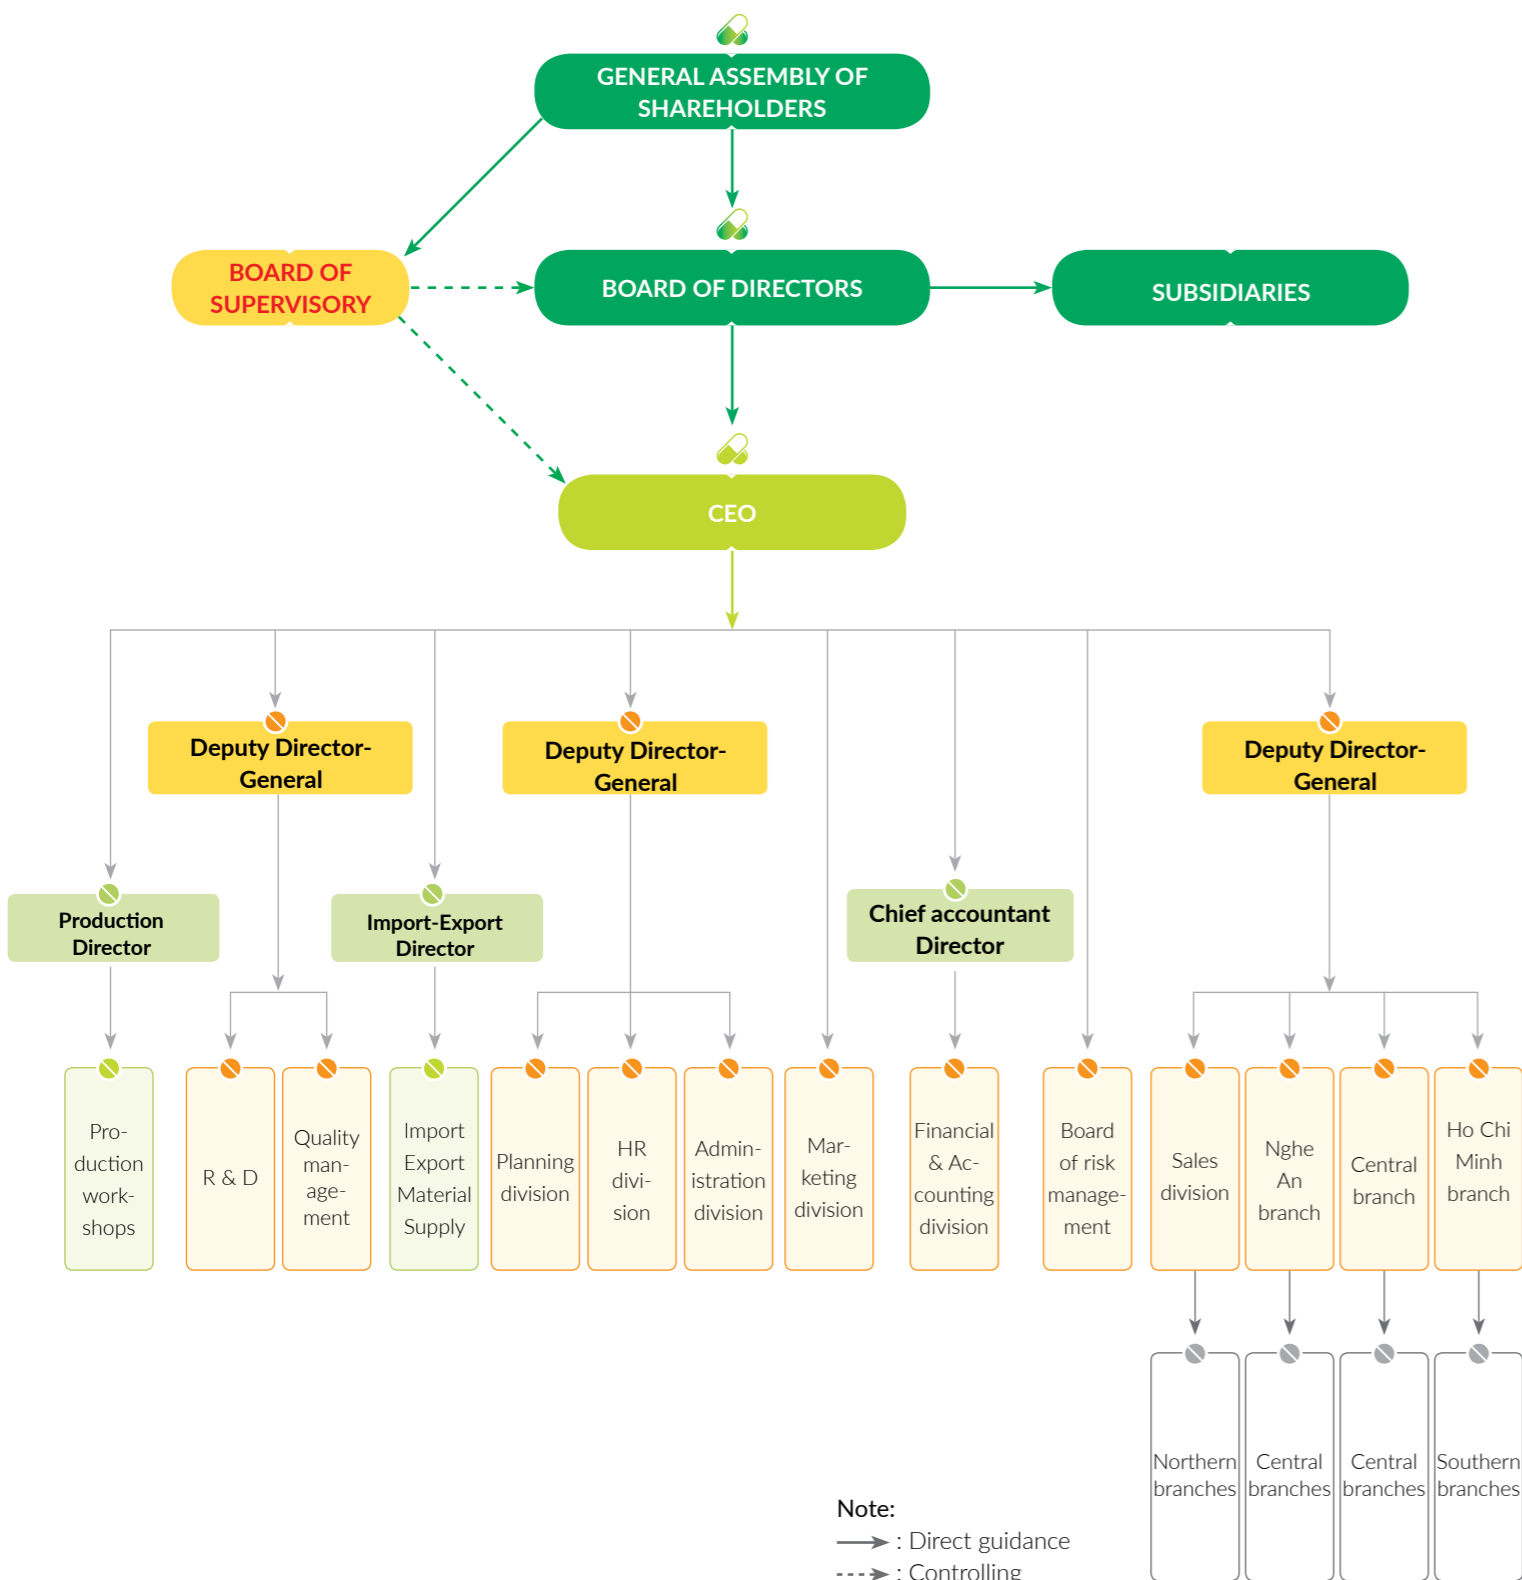 GENERAL ASSEMBLY OF
SHAREHOLDERS
BOARD OF
SUPERVISORY
BOARD OF DIRECTORS
SUBSIDIARIES
CEO
Deputy Director-
General
Deputy Director-
General
Deputy Director-
General
Production
Director
Import-Export
Director
Chief accountant
Director
Pro-
duction
work-
shops
R & D
Quality
man-
age-
ment
Import
Export
Material
Supply
Planning
division
HR
divi-
sion
Admin-
istration
division
Mar-
keting
division
Financial
& Ac-
counting
division
Board
of risk
manage-
ment
Sales
division
Nghe
An
branch
Central
branch
Ho Chi
Minh
branch
Northern
branches
Central
branches
Central
branches
Southern
branches
Note:
: Direct guidance
: Controlling